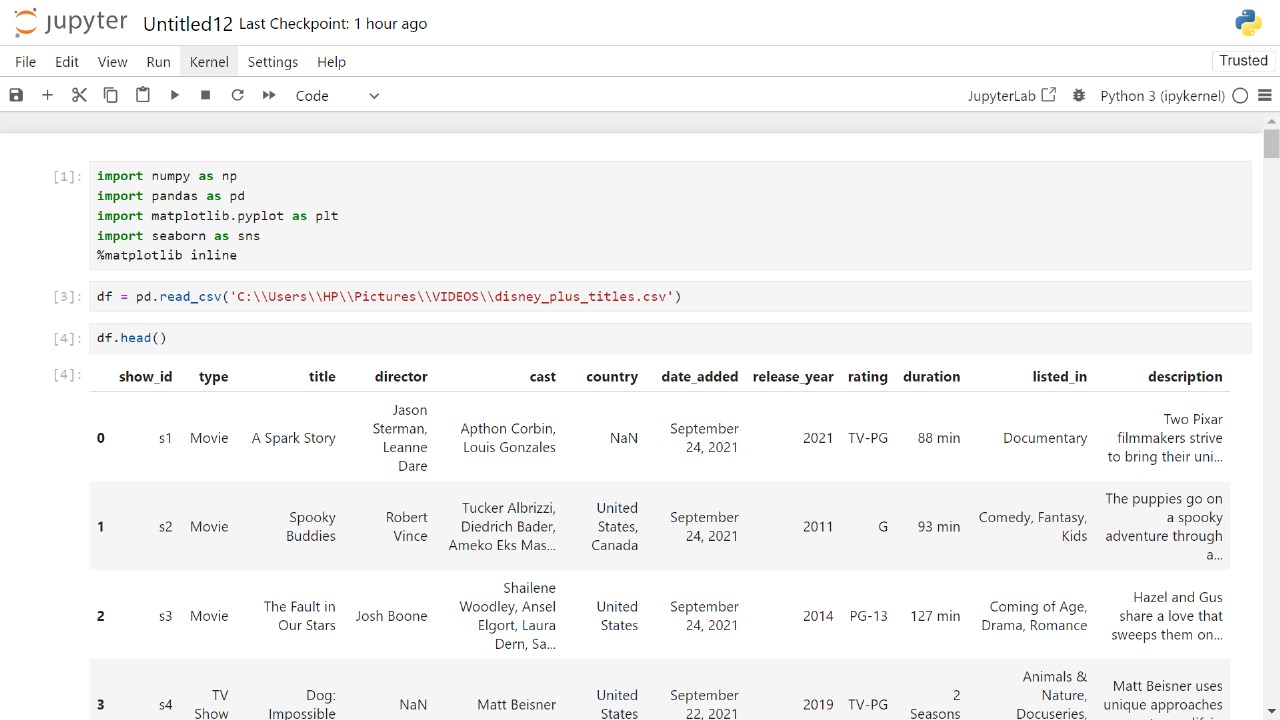 jupyter Untitled12 Last Checkpoint: 1 hour ago
File Edit View Run Kernel Settings Help Trusted
Code JupyterLab Python 3 (ipykernel)
[1]: import numpy as np
import pandas as pd
import matplotlib.pyplot as plt
import seaborn as sns
%matplotlib inline
[3]: df = pd.read_csv('C:\\Users\\HP\\Pictures\\VIDEOS\\disney_plus_titles.csv')
[4]: df.head()
[4]: show_id type title director cast country date_added release_year rating duration listed_in description
Jason
Sterman,
Leanne
Dare
Apthon Corbin,
Louis Gonzales
September
24, 2021
Two Pixar
filmmakers strive
to bring their uni...
0 s1 Movie A Spark Story NaN 2021 TV-PG 88 min Documentary
1 s2 Movie
Spooky
Buddies
Robert
Vince
Tucker Albrizzi,
Diedrich Bader,
Ameko Eks Mas...
United
States,
Canada
September
24, 2021
2011 G 93 min
Comedy, Fantasy,
Kids
The puppies go on
a spooky
adventure through
a...
2 s3 Movie
The Fault in
Our Stars
Josh Boone
Shailene
Woodley, Ansel
Elgort, Laura
Dern, Sa...
United
States
September
24, 2021
2014 PG-13 127 min
Coming of Age,
Drama, Romance
Hazel and Gus
share a love that
sweeps them on...
3 s4
TV
Show
Dog:
Impossible
NaN Matt Beisner
United
States
September
22, 2021
2019 TV-PG
2
Seasons
Animals &
Nature,
Docuseries,
Matt Beisner uses
unique approaches